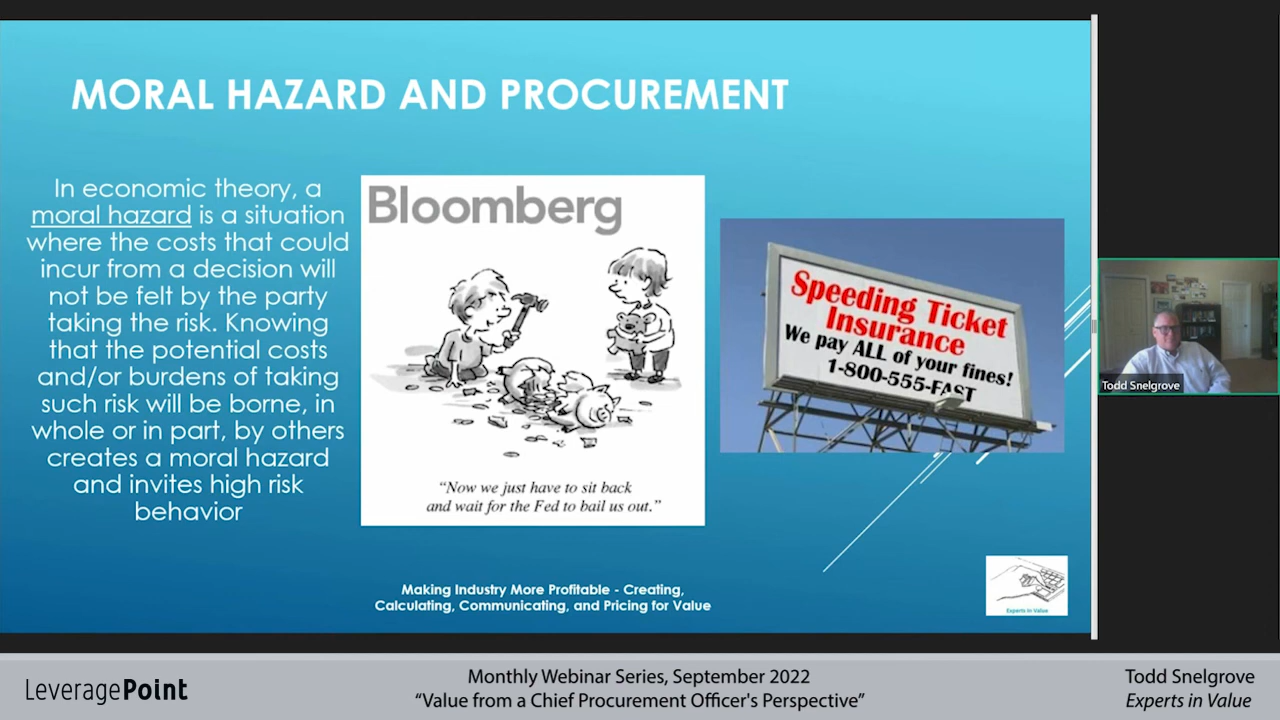 MORAL HAZARD AND PROCUREMENT
In economic theory, a
moral hazard is a situation
where the costs that could
incur from a decision will
not be felt by the party
taking the risk. Knowing
that the potential costs
and/or burdens of taking
such risk will be borne, in
whole or in part, by others
creates a moral hazard
and invites high risk
behavior
Bloomberg
“Now we just have to sit back
and wait for the Fed to bail us out.”
Speeding Ticket
Insurance
We pay ALL of your fines!
1-800-555-FAST
Todd Snelgrove
Making Industry More Profitable - Creating,
Calculating, Communicating, and Pricing for Value
Experts in Value
LeveragePoint
Monthly Webinar Series, September 2022
“Value from a Chief Procurement Officer's Perspective”
Todd Snelgrove
Experts in Value